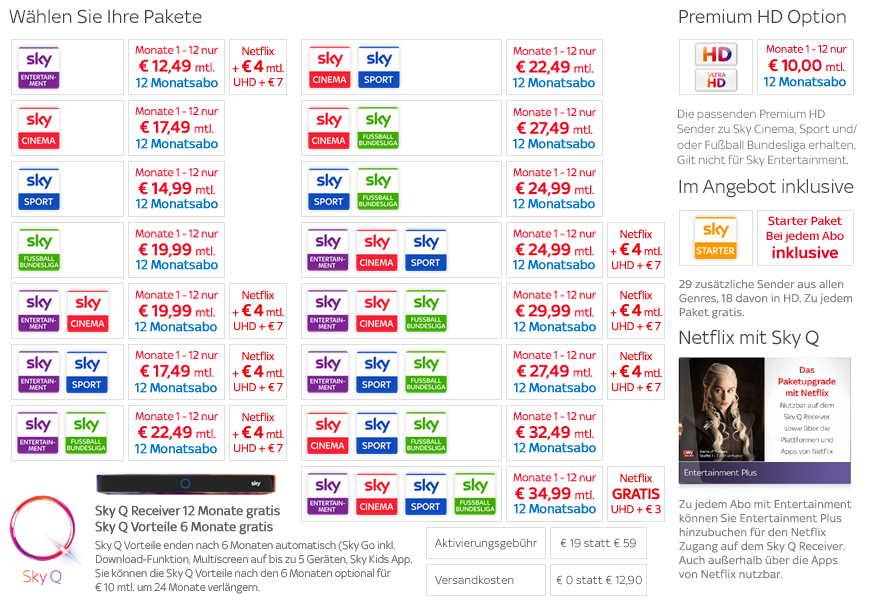 Wählen Sie Ihre Pakete
sky
ENTERTAIN-
MENT
Monate 1 - 12 nur
€ 12,49 mtl.
12 Monatsabo
Netflix
+ € 4 mtl.
UHD + € 7
sky
CINEMA
Monate 1 - 12 nur
€ 17,49 mtl.
12 Monatsabo
sky
SPORT
Monate 1 - 12 nur
€ 14,99 mtl.
12 Monatsabo
sky
FUSSBALL
BUNDESLIGA
Monate 1 - 12 nur
€ 19,99 mtl.
12 Monatsabo
sky sky
ENTERTAIN-
MENT
CINEMA
Monate 1 - 12 nur
€ 19,99 mtl.
12 Monatsabo
Netflix
+ € 4 mtl.
UHD + € 7
sky sky
ENTERTAIN-
MENT
SPORT
Monate 1 - 12 nur
€ 17,49 mtl.
12 Monatsabo
Netflix
+ € 4 mtl.
UHD + € 7
sky sky
ENTERTAIN-
MENT
FUSSBALL
BUNDESLIGA
Monate 1 - 12 nur
€ 22,49 mtl.
12 Monatsabo
Netflix
+ € 4 mtl.
UHD + € 7
sky sky
CINEMA SPORT
Monate 1 - 12 nur
€ 22,49 mtl.
12 Monatsabo
sky sky
CINEMA
FUSSBALL
BUNDESLIGA
Monate 1 - 12 nur
€ 27,49 mtl.
12 Monatsabo
sky sky
SPORT
FUSSBALL
BUNDESLIGA
Monate 1 - 12 nur
€ 24,99 mtl.
12 Monatsabo
sky sky sky
ENTERTAIN-
MENT
CINEMA SPORT
Monate 1 - 12 nur
€ 24,99 mtl.
12 Monatsabo
Netflix
+ € 4 mtl.
UHD + € 7
sky sky sky
ENTERTAIN-
MENT
CINEMA
FUSSBALL
BUNDESLIGA
Monate 1 - 12 nur
€ 29,99 mtl.
12 Monatsabo
Netflix
+ € 4 mtl.
UHD + € 7
sky sky sky
ENTERTAIN-
MENT
SPORT
FUSSBALL
BUNDESLIGA
Monate 1 - 12 nur
€ 27,49 mtl.
12 Monatsabo
Netflix
+ € 4 mtl.
UHD + € 7
sky sky sky
CINEMA SPORT
FUSSBALL
BUNDESLIGA
Monate 1 - 12 nur
€ 32,49 mtl.
12 Monatsabo
sky sky sky sky
ENTERTAIN-
MENT
CINEMA SPORT
FUSSBALL
BUNDESLIGA
Monate 1 - 12 nur
€ 34,99 mtl.
12 Monatsabo
Netflix
GRATIS
UHD + € 3
Sky Q
sky
Sky Q Receiver 12 Monate gratis
Sky Q Vorteile 6 Monate gratis
Sky Q Vorteile enden nach 6 Monaten automatisch (Sky Go inkl.
Download-Funktion, Multiscreen auf bis zu 5 Geräten, Sky Kids App.
Sie können die Sky Q Vorteile nach den 6 Monaten optional für
€ 10 mtl. um 24 Monate verlängern.
Aktivierungsgebühr
€ 19 statt € 59
Versandkosten
€ 0 statt € 12,90
Premium HD Option
HD
ULTRA
HD
Monate 1 - 12 nur
€ 10,00 mtl.
12 Monatsabo
Die passenden Premium HD
Sender zu Sky Cinema, Sport und/
oder Fußball Bundesliga erhalten.
Gilt nicht für Sky Entertainment.
Im Angebot inklusive
sky
STARTER
Starter Paket
Bei jedem Abo
inklusive
29 zusätzliche Sender aus allen
Genres, 18 davon in HD. Zu jedem
Paket gratis.
Netflix mit Sky Q
Das
Paketupgrade
mit Netflix
Nutzbar auf dem
Sky Q Receiver
sowie über die
Plattformen und
Apps von Netflix
Entertainment Plus
Zu jedem Abo mit Entertainment
können Sie Entertainment Plus
hinzubuchen für den Netflix
Zugang auf dem Sky Q Receiver.
Auch außerhalb über die Apps
von Netflix nutzbar.